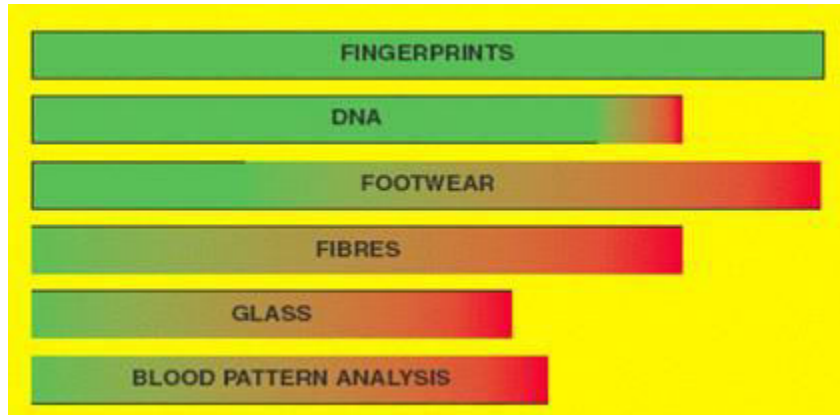 FINGERPRINTS
DNA
FOOTWEAR
FIBRES
GLASS
BLOOD PATTERN ANALYSIS